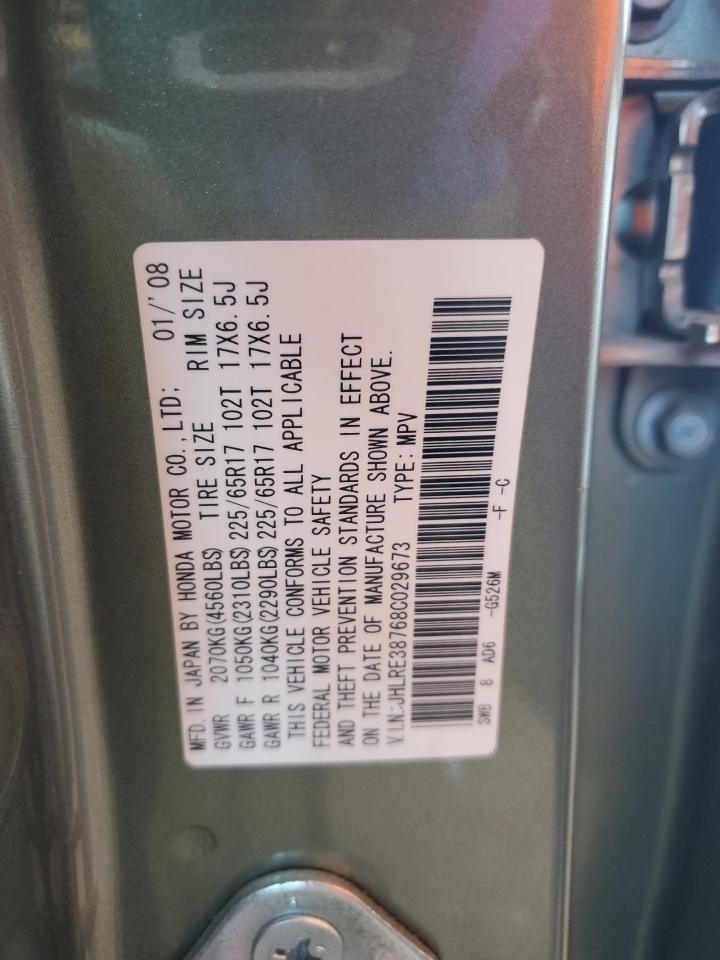 MFD. IN JAPAN BY HONDA MOTOR CO., LTD; 01/'08
GVWR 2070KG(4560LBS) TIRE SIZE RIM SIZE
GAWR F 1050KG(2310LBS) 225/65R17 102T 17X6.5J
GAWR R 1040KG(2290LBS) 225/65R17 102T 17X6.5J
THIS VEHICLE CONFORMS TO ALL APPLICABLE
FEDERAL MOTOR VEHICLE SAFETY
AND THEFT PREVENTION STANDARDS IN EFFECT
ON THE DATE OF MANUFACTURE SHOWN ABOVE.
V.I.N.:JHLRE38768C029673 TYPE: MPV
SWB 8 AD6 -G526M -F -C